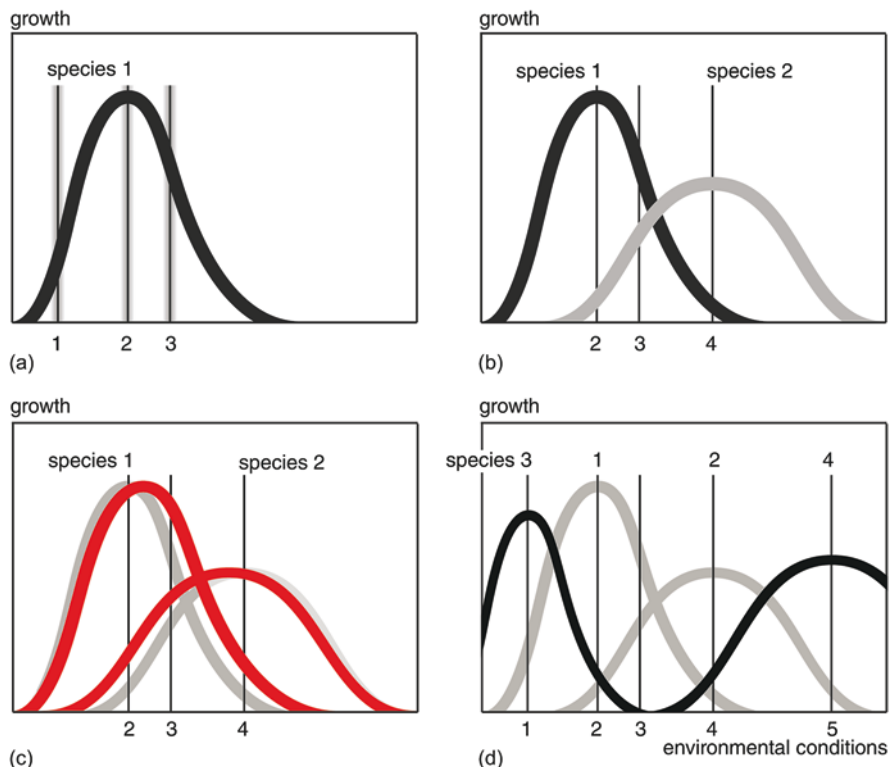 growth
species 1
1 2 3
(a)
growth
species 1 species 2
2 3 4
(b)
growth
species 1 species 2
2 3 4
(c)
growth
species 3 1 2 4
1 2 3 4 5
environmental conditions
(d)